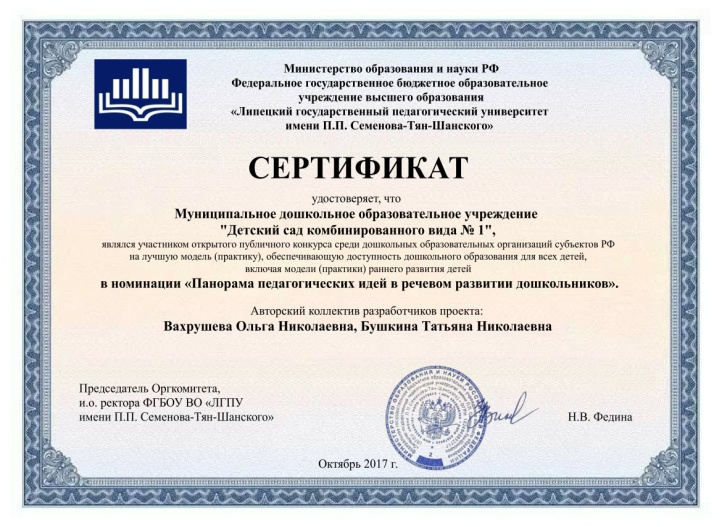 Министерство образования и науки РФ
Федеральное государственное бюджетное образовательное
учреждение высшего образования
«Липецкий государственный педагогический университет
имени П.П. Семенова-Тян-Шанского»
СЕРТИФИКАТ
удостоверяет, что
Муниципальное дошкольное образовательное учреждение
"Детский сад комбинированного вида № 1",
являлся участником открытого публичного конкурса среди дошкольных образовательных организаций субъектов РФ
на лучшую модель (практику), обеспечивающую доступность дошкольного образования для всех детей,
включая модели (практики) раннего развития детей
в номинации «Панорама педагогических идей в речевом развитии дошкольников».
Авторский коллектив разработчиков проекта:
Вахрушева Ольга Николаевна, Бушкина Татьяна Николаевна
Председатель Оргкомитета,
и.о. ректора ФГБОУ ВО «ЛГПУ
имени П.П. Семенова-Тян-Шанского»
Н.В. Федина
Октябрь 2017 г.